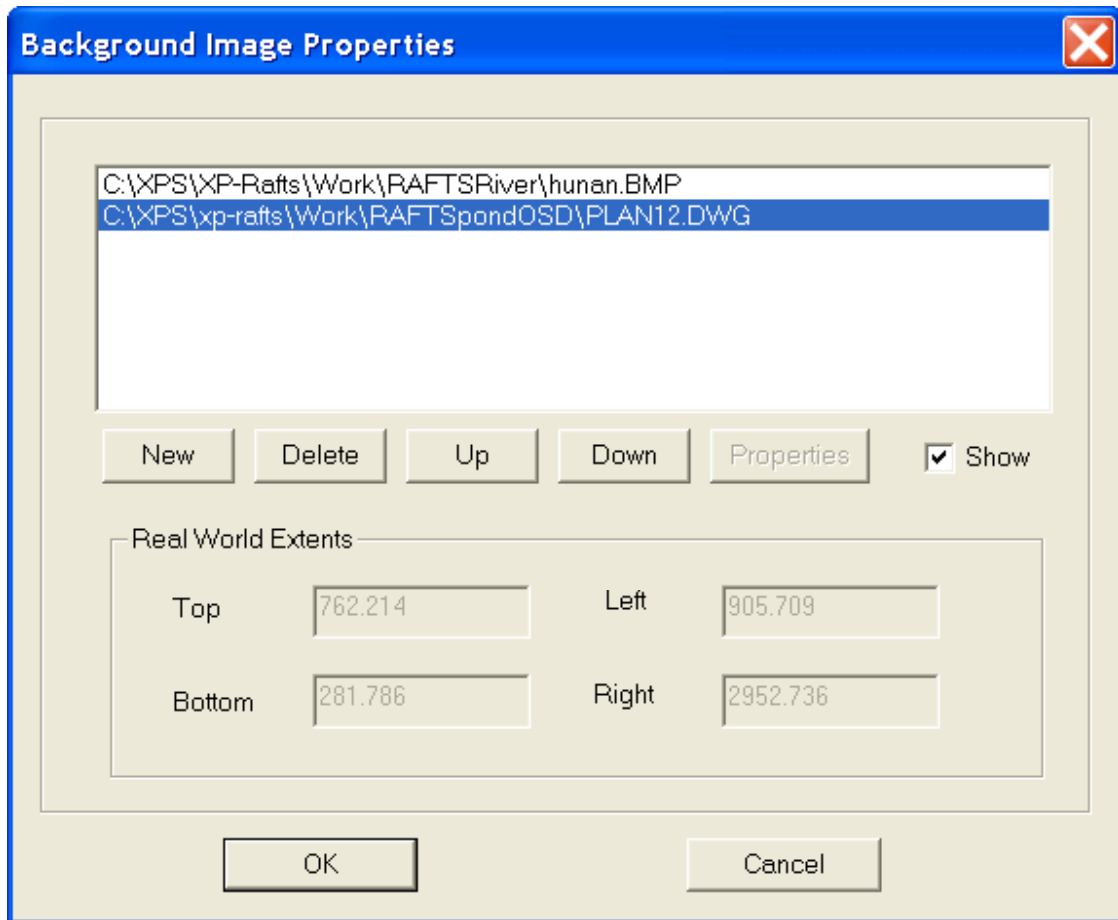 Background Image Properties
C:\XPS\XP-Rafts\Work\RAFTSRiver\hunan.BMP
C:\XPS\xp-rafts\Work\RAFTSpondOSD\PLAN12.DWG
New Delete Up Down Properties Show
Real World Extents
Top 762.214 Left 905.709
Bottom 281.786 Right 2952.736
OK Cancel